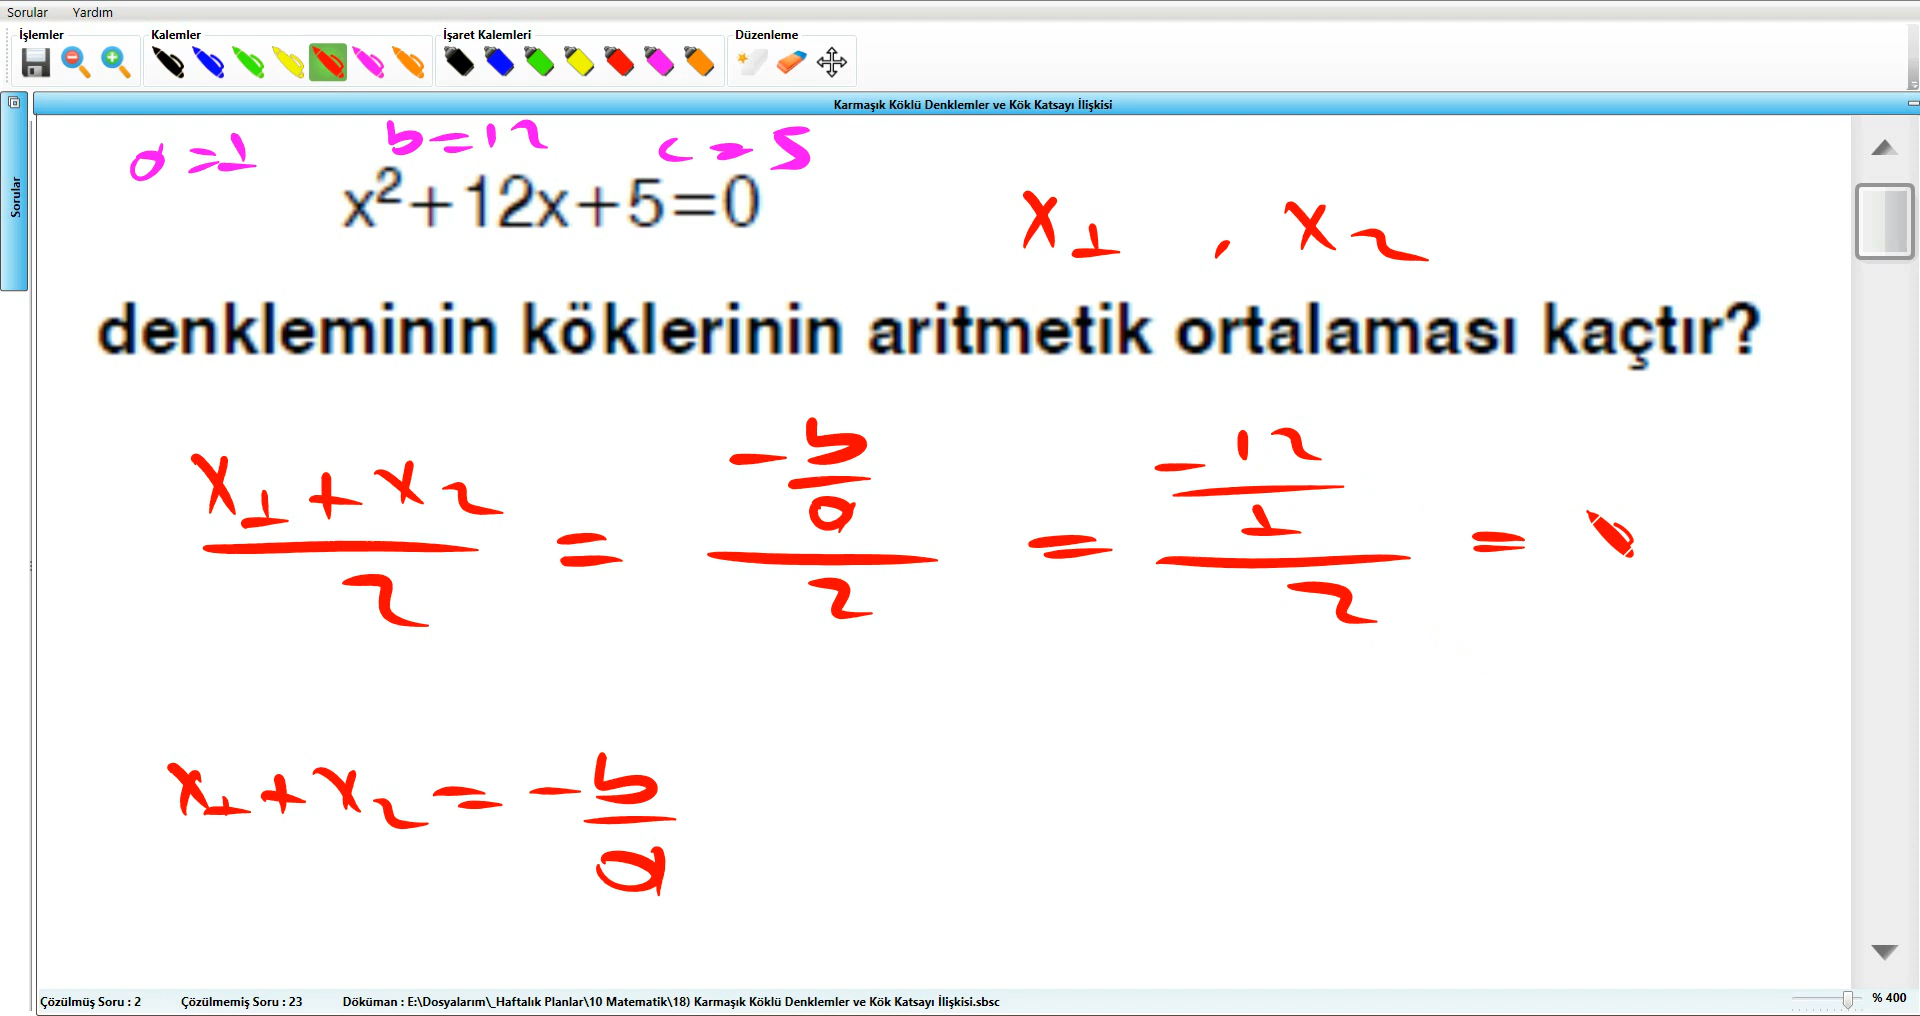 Sorular Yardım
İşlemler Kalemler İşaret Kalemleri Düzenleme
Karmaşık Köklü Denklemler ve Kök Katsayı İlişkisi
Sorular
a=1 b=12 c=5
x²+12x+5=0
x₁ , x₂
denkleminin köklerinin aritmetik ortalaması kaçtır?
(x₁+x₂)/2 = (-b/a)/2 = (-12/1)/2 =
x₁+x₂=-b/a
Çözülmüş Soru : 2 Çözülmemiş Soru : 23 Döküman : E:\Dosyalarım\_Haftalık Planlar\10 Matematik\18) Karmaşık Köklü Denklemler ve Kök Katsayı İlişkisi.sbsc % 400